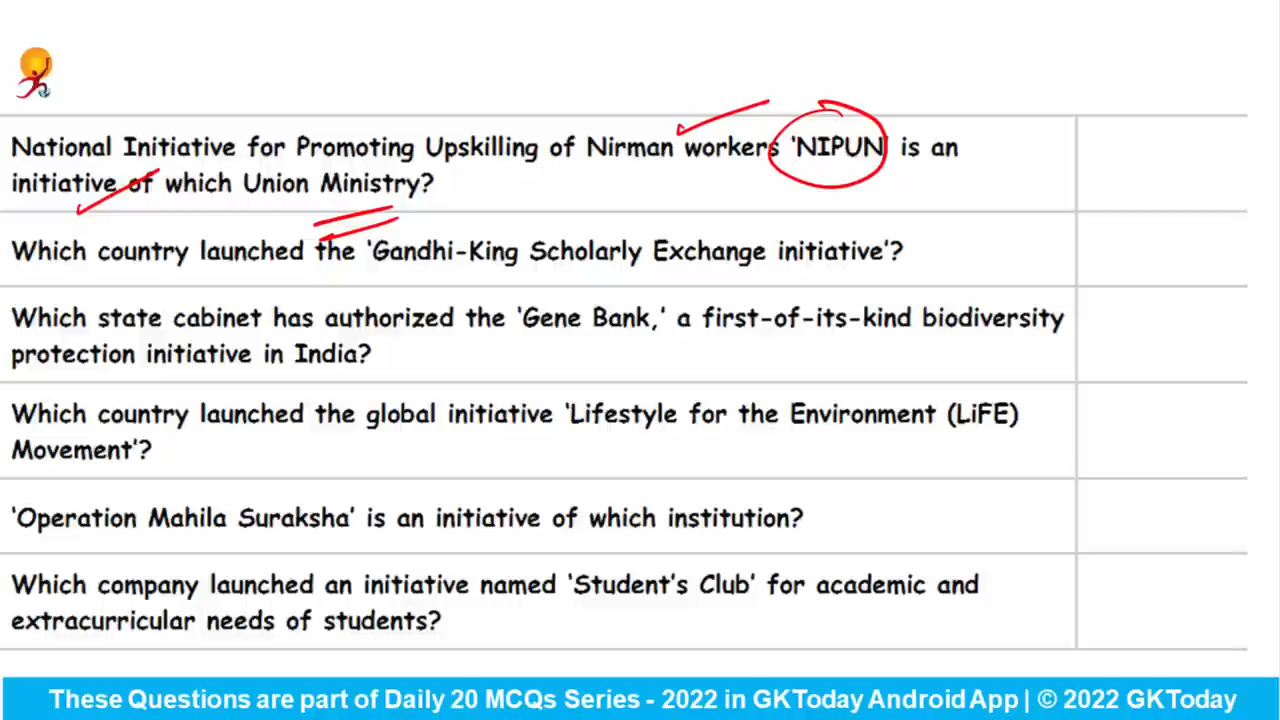 National Initiative for Promoting Upskilling of Nirman workers 'NIPUN' is an
initiative of which Union Ministry?
Which country launched the 'Gandhi-King Scholarly Exchange initiative'?
Which state cabinet has authorized the 'Gene Bank,' a first-of-its-kind biodiversity
protection initiative in India?
Which country launched the global initiative 'Lifestyle for the Environment (LiFE)
Movement'?
'Operation Mahila Suraksha' is an initiative of which institution?
Which company launched an initiative named 'Student's Club' for academic and
extracurricular needs of students?
These Questions are part of Daily 20 MCQs Series - 2022 in GKToday Android App | © 2022 GKToday